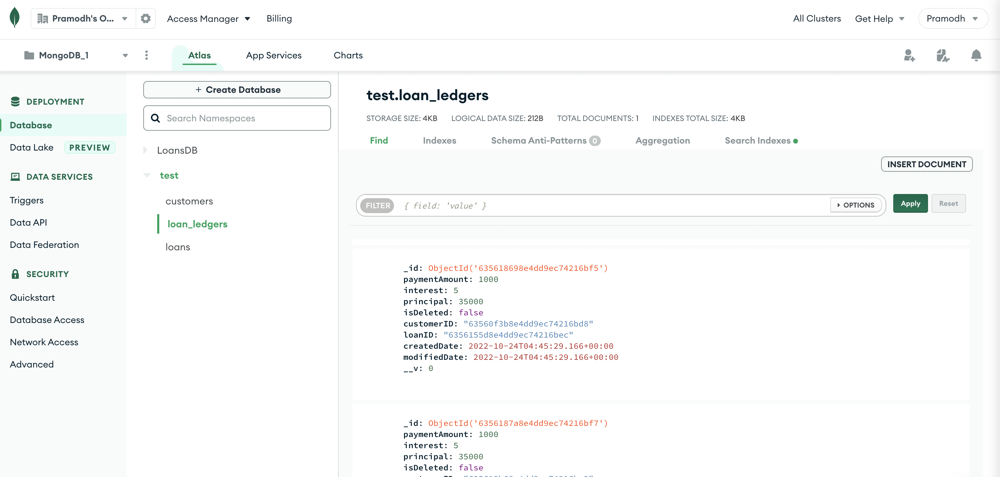 Pramodh's O...
Access Manager
Billing
All Clusters
Get Help
Pramodh
MongoDB_1
Atlas
App Services
Charts
DEPLOYMENT
Database
Data Lake PREVIEW
DATA SERVICES
Triggers
Data API
Data Federation
SECURITY
Quickstart
Database Access
Network Access
Advanced
+ Create Database
Search Namespaces
LoansDB
test
customers
loan_ledgers
loans
test.loan_ledgers
STORAGE SIZE: 4KB LOGICAL DATA SIZE: 212B TOTAL DOCUMENTS: 1 INDEXES TOTAL SIZE: 4KB
Find Indexes Schema Anti-Patterns 0 Aggregation Search Indexes
INSERT DOCUMENT
FILTER { field: 'value' } OPTIONS Apply Reset
_id: ObjectId('635618698e4dd9ec74216bf5')
paymentAmount: 1000
interest: 5
principal: 35000
isDeleted: false
customerID: "63560f3b8e4dd9ec74216bd8"
loanID: "6356155d8e4dd9ec74216bec"
createdDate: 2022-10-24T04:45:29.166+00:00
modifiedDate: 2022-10-24T04:45:29.166+00:00
__v: 0
_id: ObjectId('6356187a8e4dd9ec74216bf7')
paymentAmount: 1000
interest: 5
principal: 35000
isDeleted: false